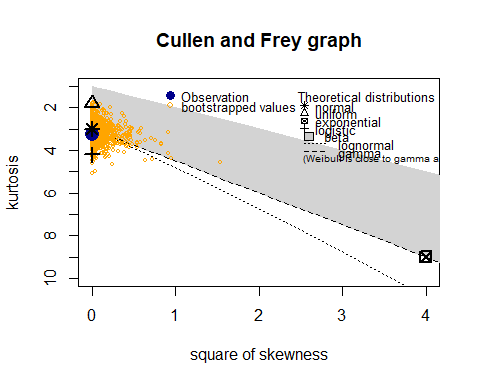 Cullen and Frey graph
Observation
bootstrapped values
Theoretical distributions
normal
uniform
exponential
logistic
beta
lognormal
gamma
(Weibull is close to gamma a
kurtosis
2
4
6
8
10
0 1 2 3 4
square of skewness